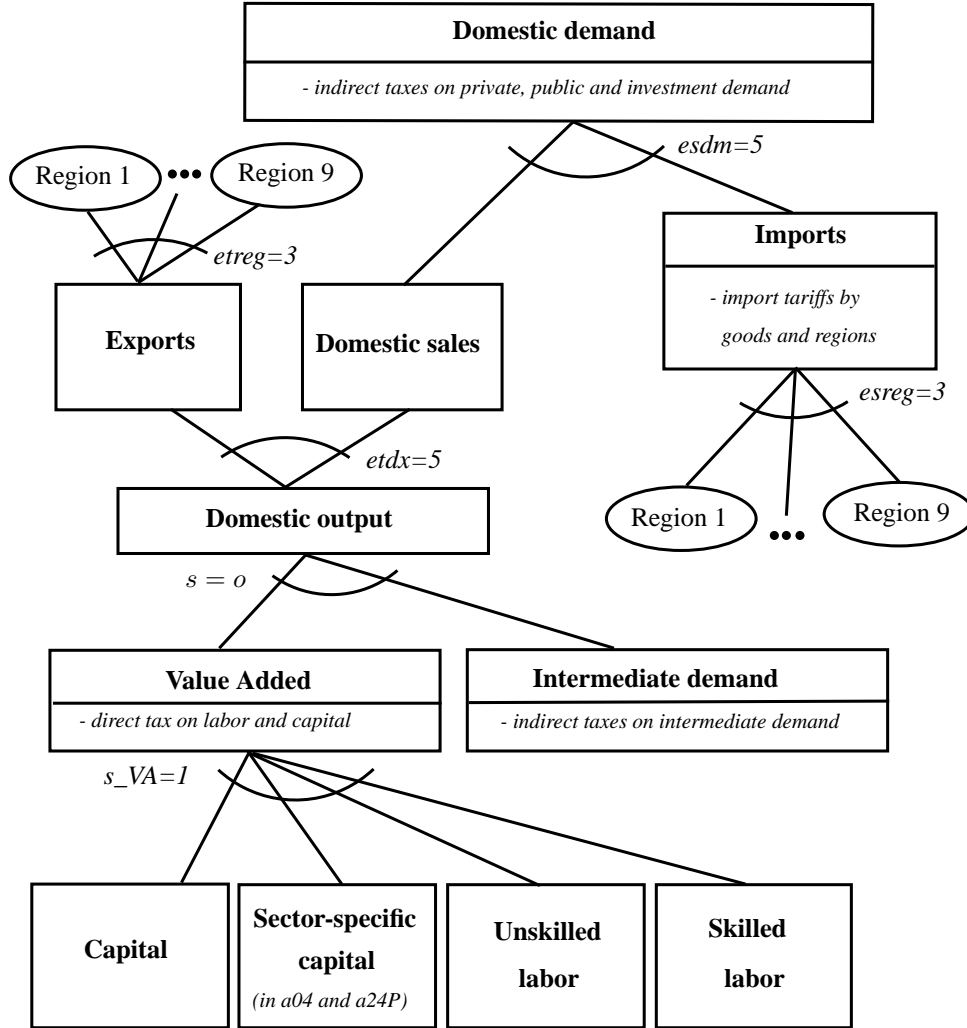 Domestic demand
- indirect taxes on private, public and investment demand
esdm=5
Region 1
•••
Region 9
etreg=3
Imports
- import tariffs by
goods and regions
Exports
Domestic sales
esreg=3
etdx=5
Region 1
•••
Region 9
Domestic output
s = o
Value Added
- direct tax on labor and capital
Intermediate demand
- indirect taxes on intermediate demand
s_VA=1
Capital
Sector-specific
capital
(in a04 and a24P)
Unskilled
labor
Skilled
labor